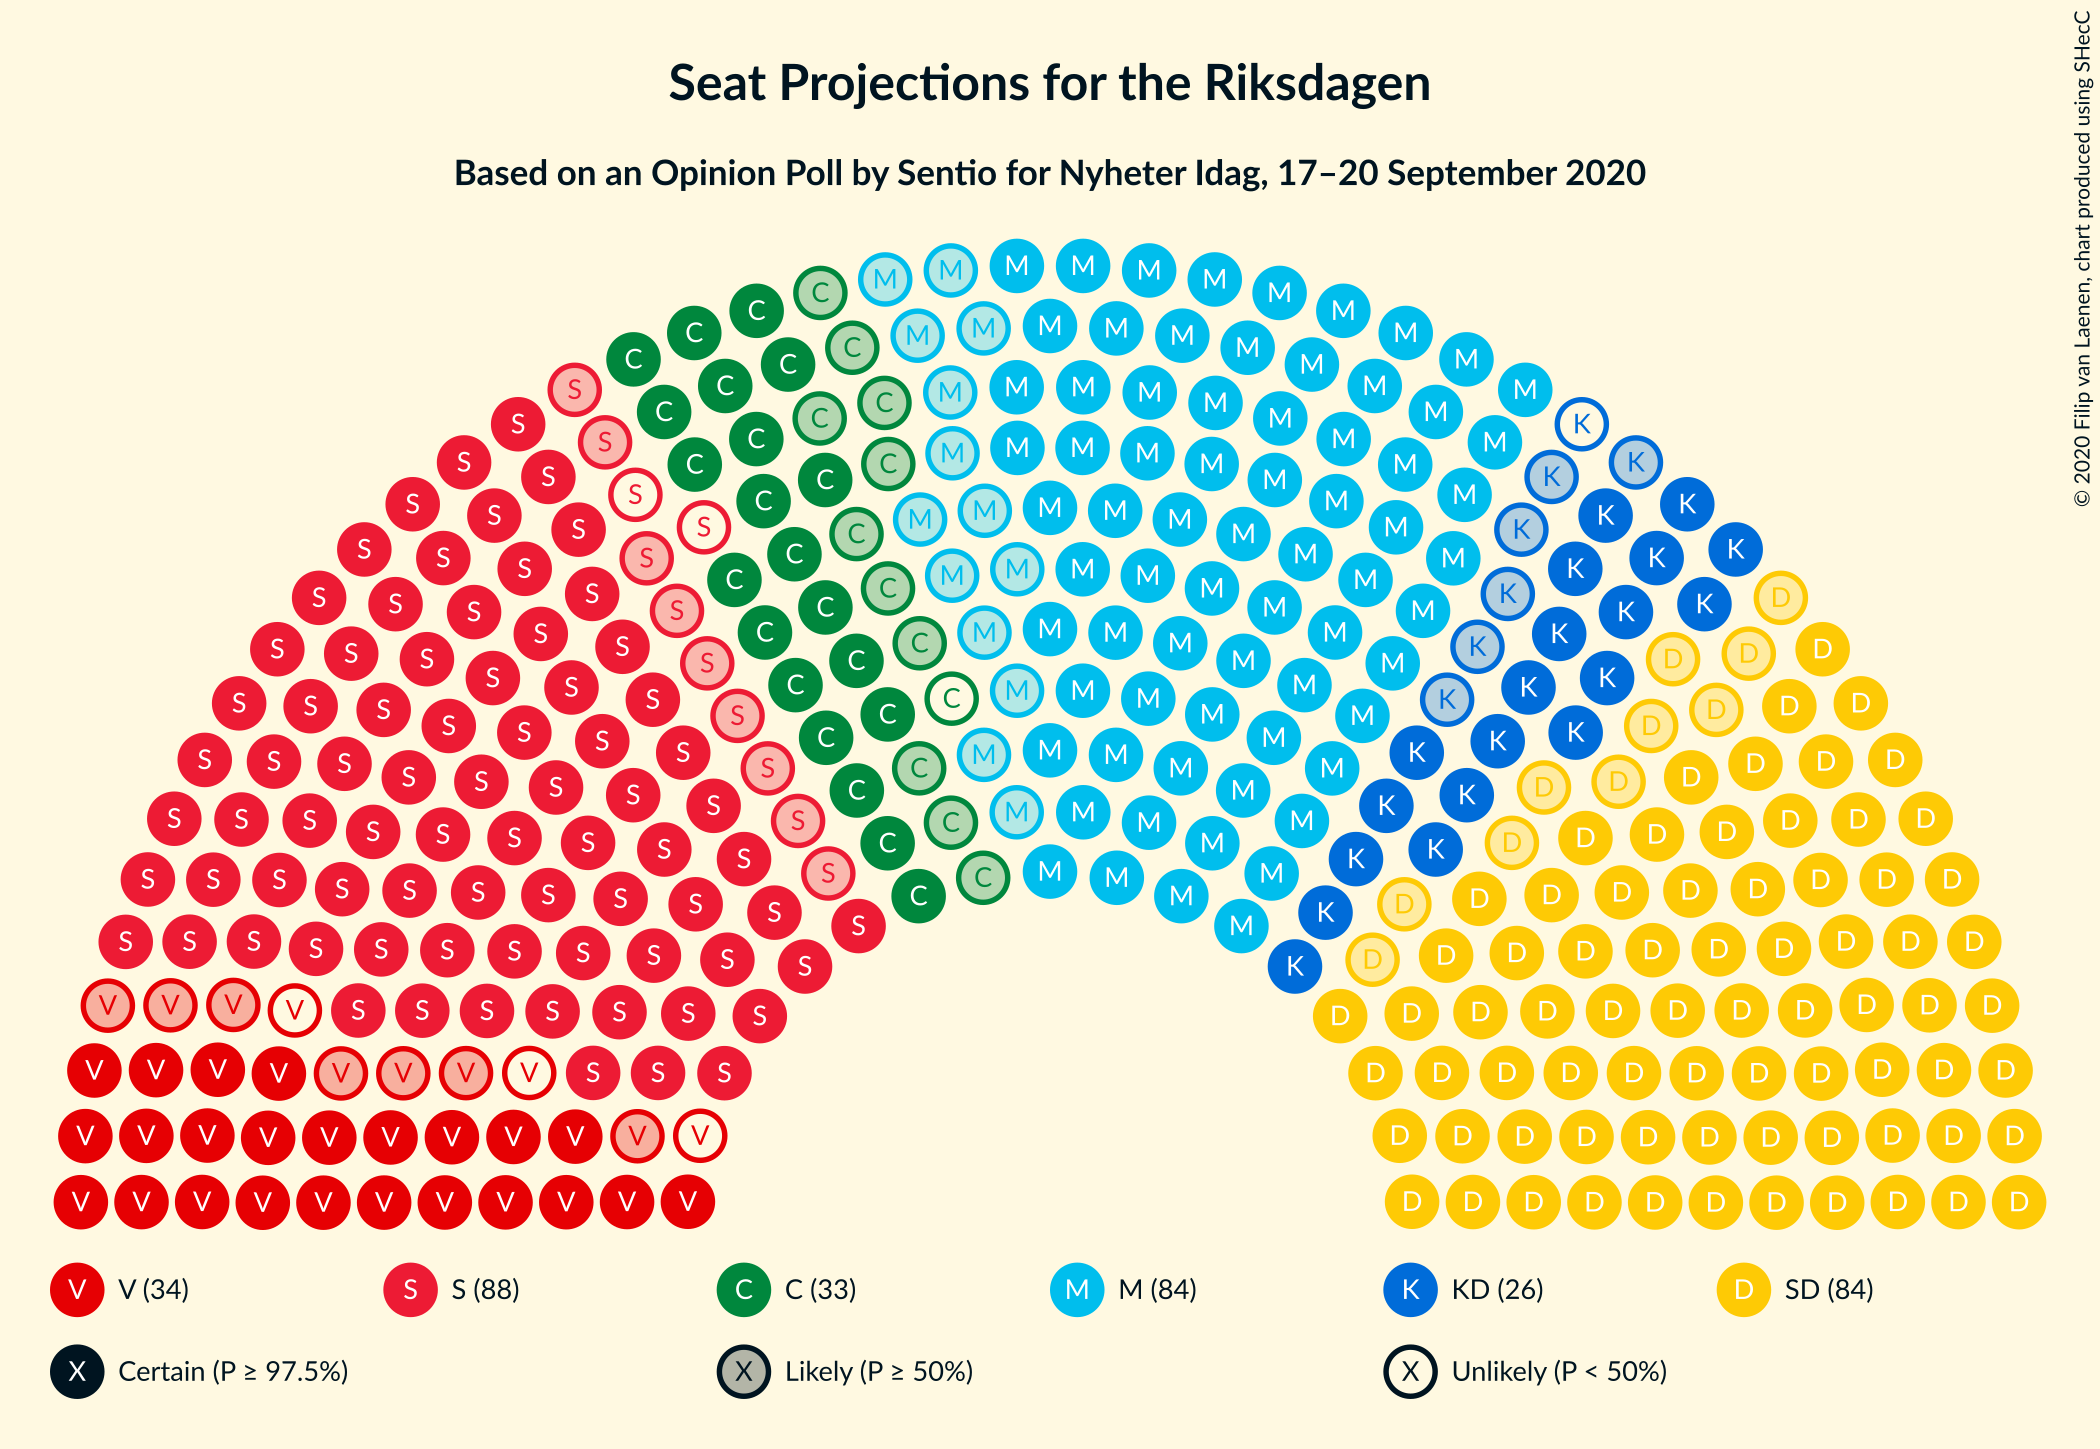 Seat Projections for the Riksdagen
Based on an Opinion Poll by Sentio for Nyheter Idag, 17–20 September 2020
© 2020 Filip van Laenen, chart produced using SHecC
V V (34) S S (88) C C (33) M M (84) K KD (26) D SD (84)
X Certain (P ≥ 97.5%) X Likely (P ≥ 50%) X Unlikely (P < 50%)